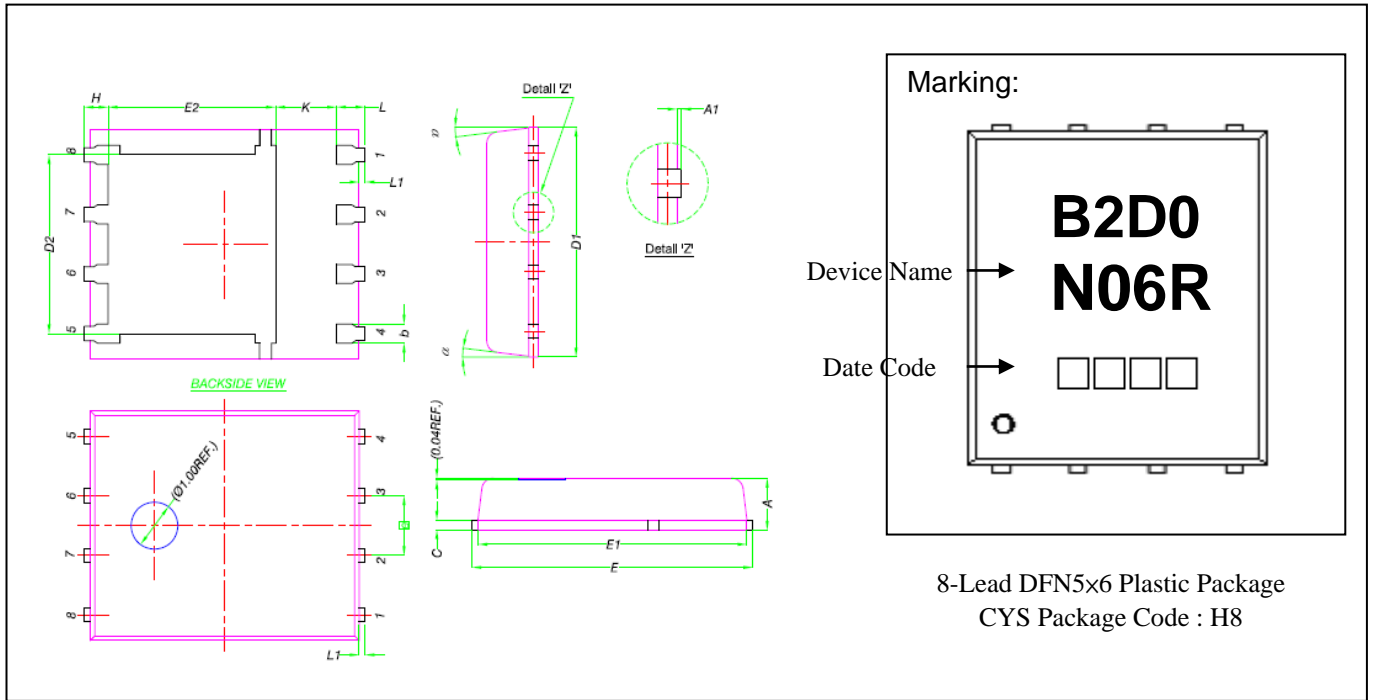 H
E2
K
L
8
1
L1
7
2
D2
6
3
5
4
b
BACKSIDE VIEW
Detail 'Z'
α
D1
α
A1
Detail 'Z'
5
4
(Ø1.00REF.)
6
3
7
2
8
1
L1
(0.04REF.)
A
C
E1
E
Marking:
B2D0
N06R
Device Name
Date Code
8-Lead DFN5×6 Plastic Package
CYS Package Code : H8